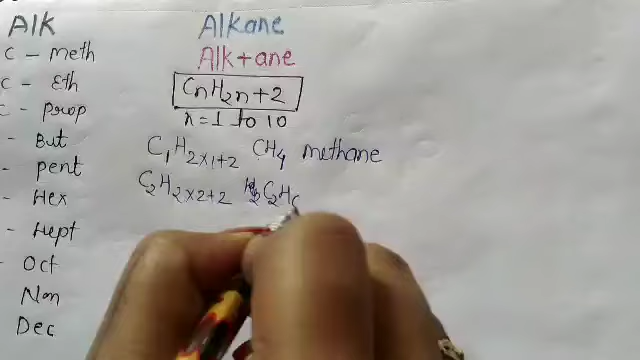 Alk
C - Meth
C - Eth
C - prop
- But
- pent
- Hex
- Hept
- Oct
Non
Dec
Alkane
Alk+ane
CnH2n+2
n=1 to 10
C1H2x1+2 CH4 methane
C2H2x2+2 C2H